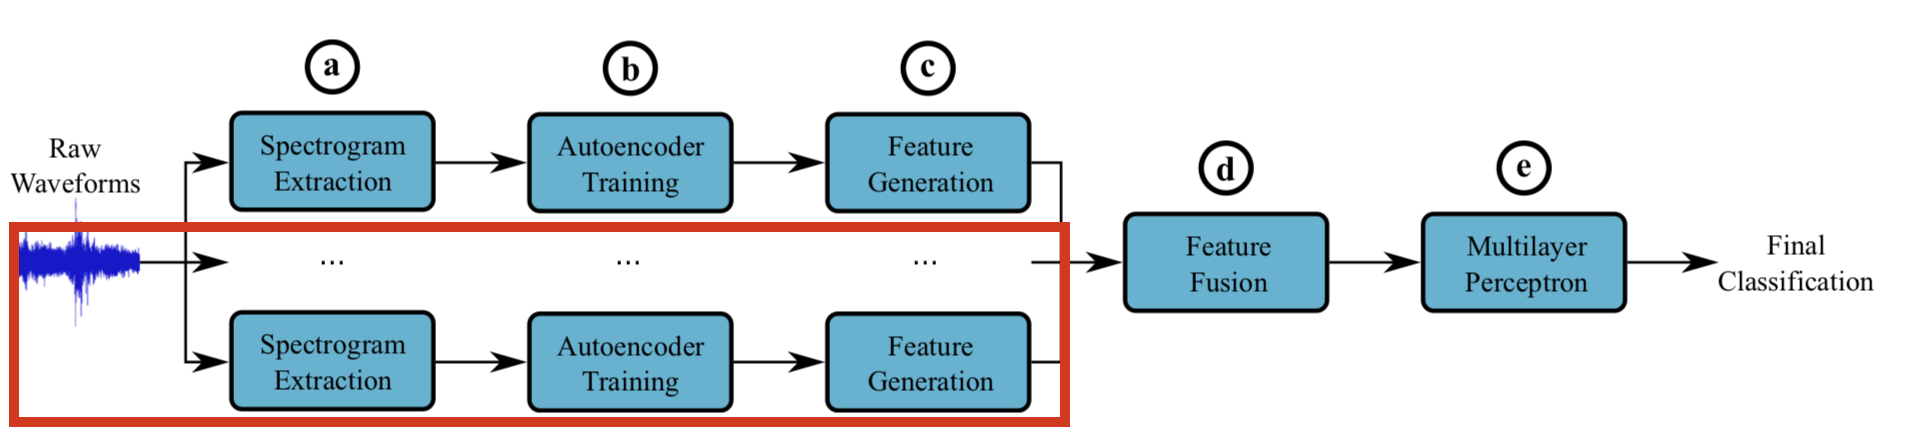 a
b
c
Raw
Waveforms
Spectrogram
Extraction
Autoencoder
Training
Feature
Generation
d
e
...
...
...
Feature
Fusion
Multilayer
Perceptron
Final
Classification
Spectrogram
Extraction
Autoencoder
Training
Feature
Generation